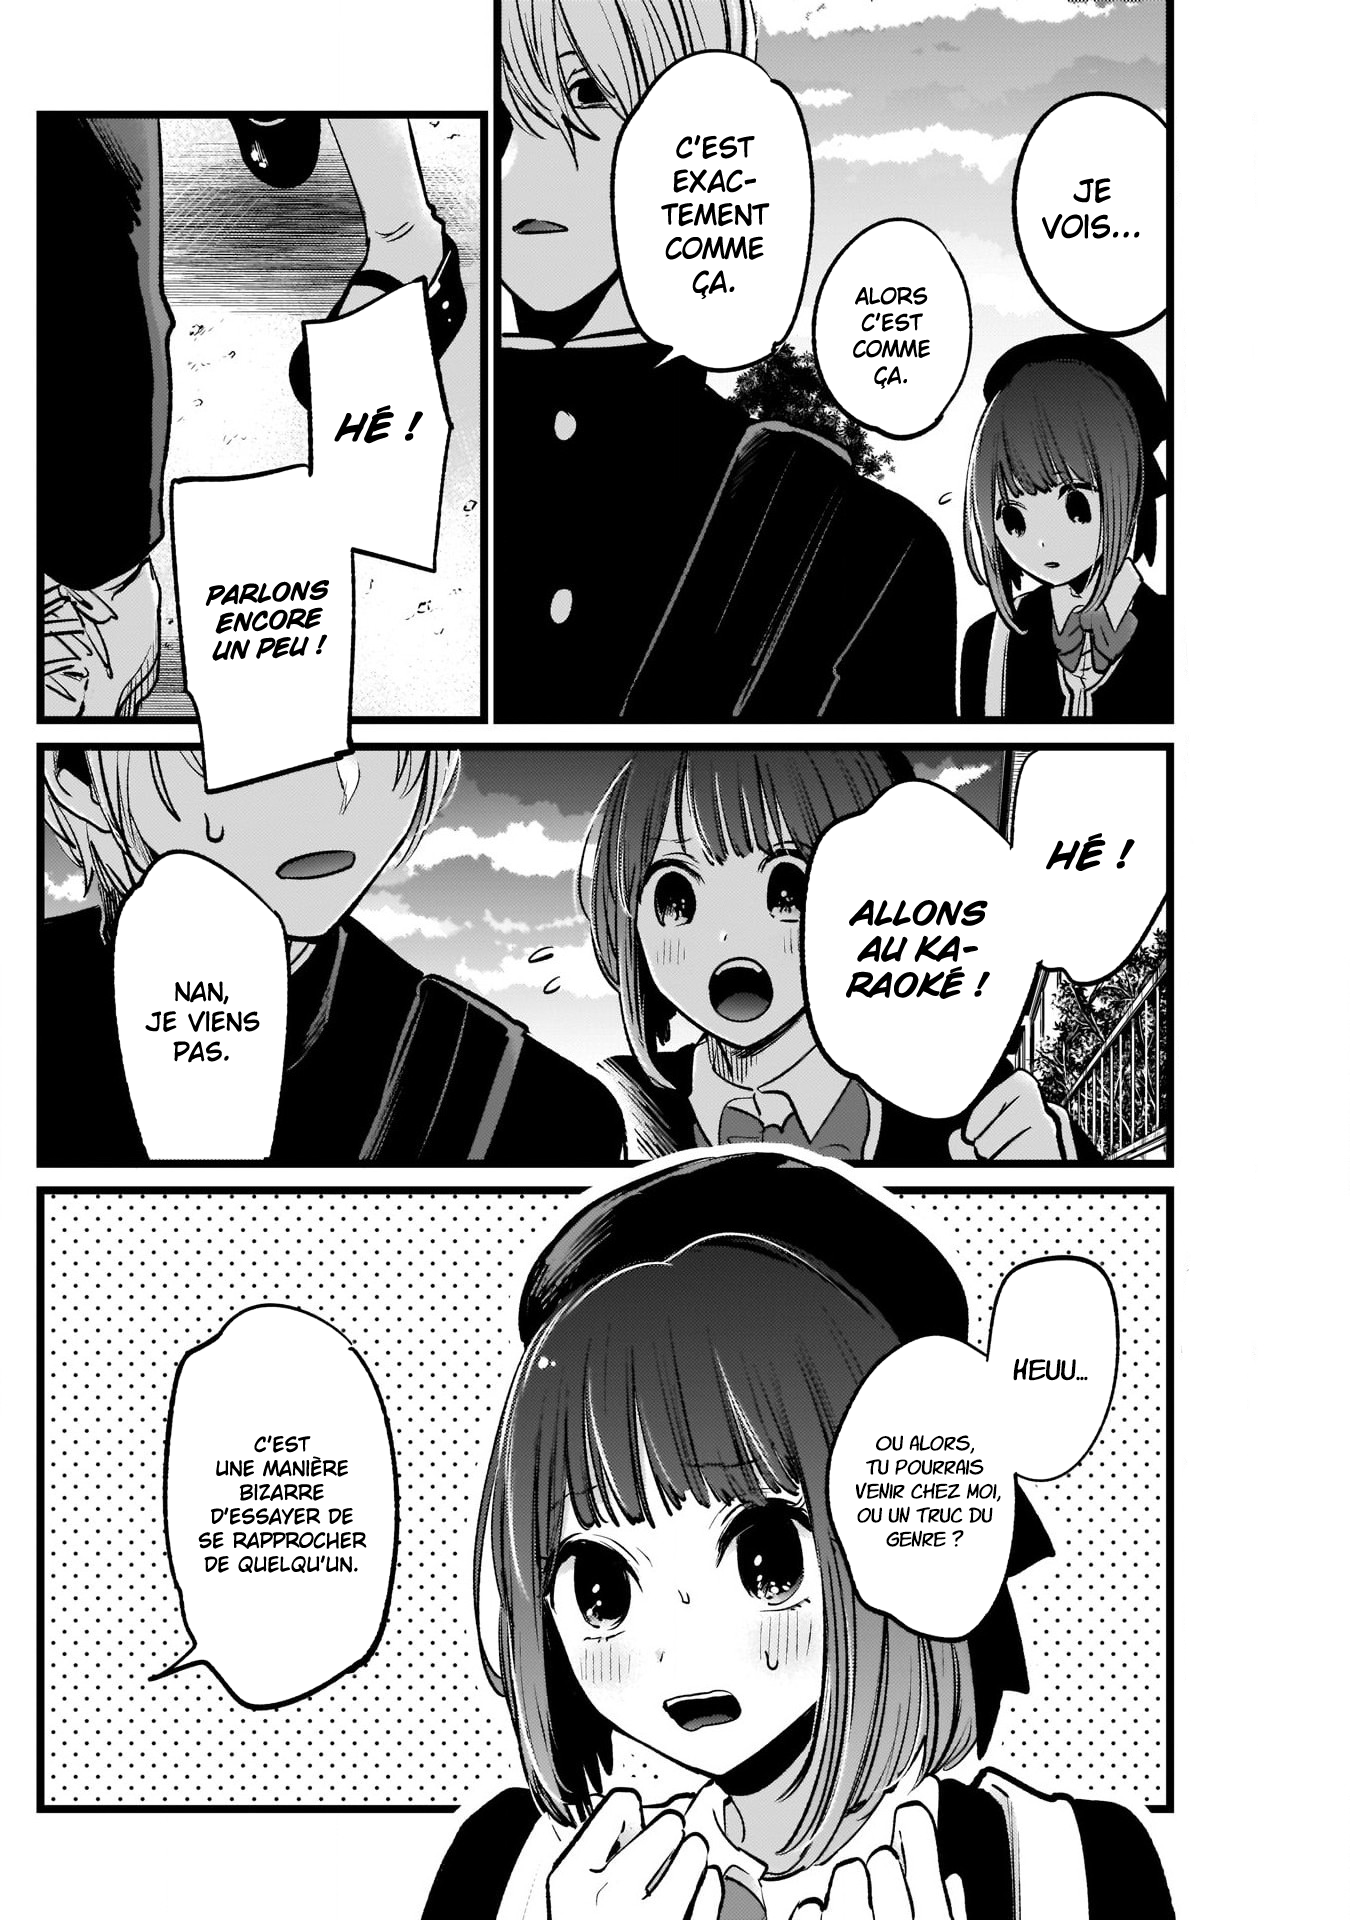 JE
VOIS...
ALORS
C'EST
COMME
ÇA.
C'EST
EXAC-
TEMENT
COMME
ÇA.
HÉ !
PARLONS
ENCORE
UN PEU !
HÉ !
ALLONS
AU KA-
RAOKÉ !
NAN,
JE VIENS
PAS.
HEUU...
OU ALORS,
TU POURRAIS
VENIR CHEZ MOI,
OU UN TRUC DU
GENRE ?
C'EST
UNE MANIÈRE
BIZARRE
D'ESSAYER DE
SE RAPPROCHER
DE QUELQU'UN.